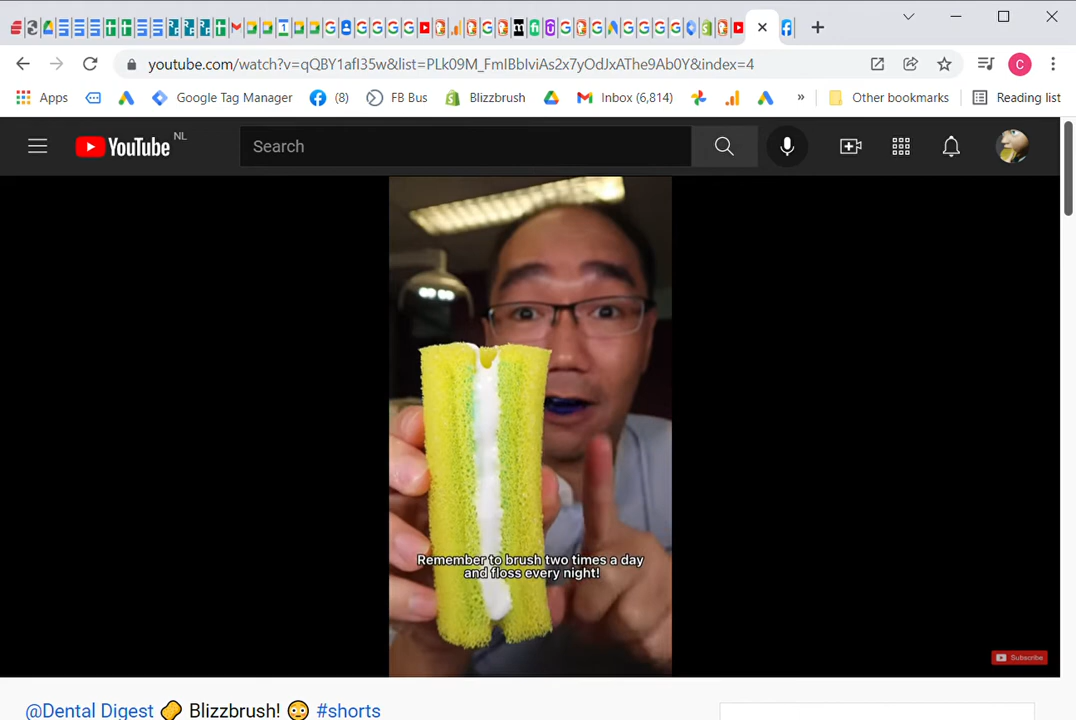 youtube.com/watch?v=qQBY1afI35w&list=PLk09M_FmIBbIviAs2x7yOdJxAThe9Ab0Y&index=4
C
Apps
Google Tag Manager
(8)
FB Bus
Blizzbrush
Inbox (6,814)
»
Other bookmarks
Reading list
YouTube NL
Search
Remember to brush two times a day
and floss every night!
Subscribe
@Dental Digest Blizzbrush! #shorts